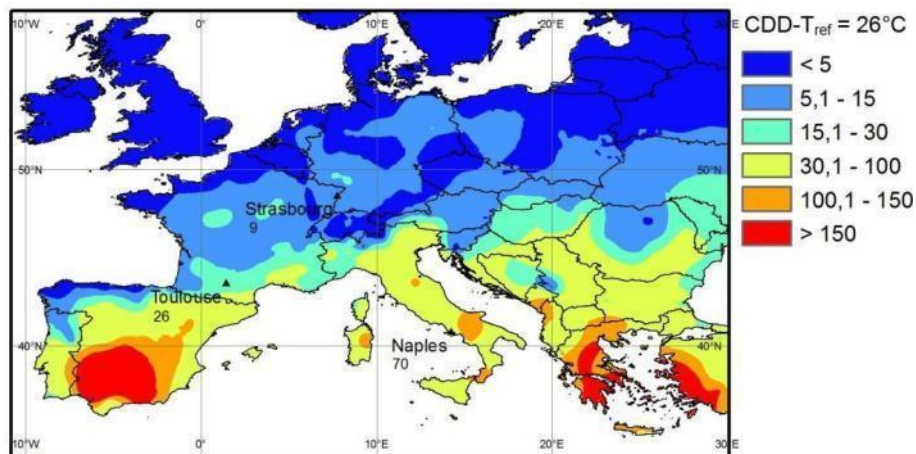 10°W 0° 10°E 20°E 30°E
CDD-Tref = 26°C
< 5
5,1 - 15
15,1 - 30
30,1 - 100
100,1 - 150
> 150
50°N 50°N
Strasbourg
9
Toulouse
26
40°N 40°N
Naples
70
10°W 0° 10°E 20°E 30°E